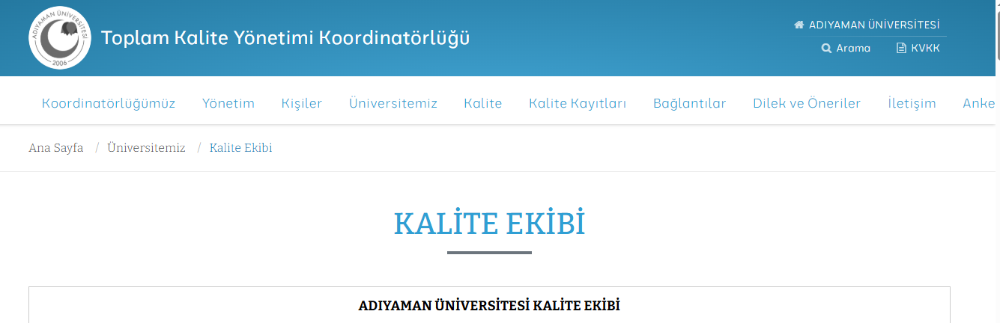 ADIYAMAN ÜNİVERSİTESİ
2006
Toplam Kalite Yönetimi Koordinatörlüğü
ADIYAMAN ÜNİVERSİTESİ
Arama KVKK
Koordinatörlüğümüz Yönetim Kişiler Üniversitemiz Kalite Kalite Kayıtları Bağlantılar Dilek ve Öneriler İletişim Anke
Ana Sayfa / Üniversitemiz / Kalite Ekibi
KALİTE EKİBİ
ADIYAMAN ÜNİVERSİTESİ KALİTE EKİBİ